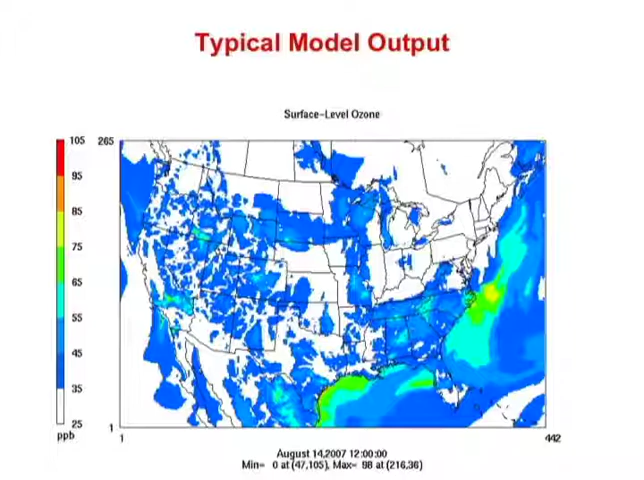 Typical Model Output
Surface-Level Ozone
105
95
85
75
65
55
45
35
25
ppb
265
1
1
442
August 14,2007 12:00:00
Min= 0 at (47,105), Max= 98 at (216,36)